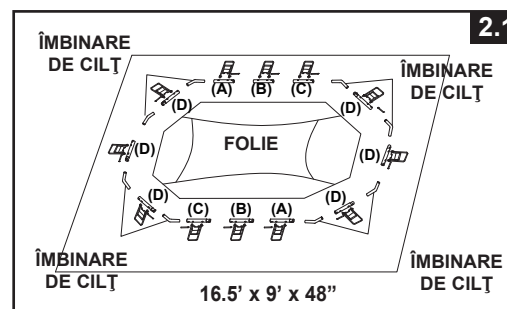 2.1
ÎMBINARE
DE CILŢ
ÎMBINARE
DE CILŢ
(A) (B) (C)
(D) (D)
FOLIE
(D) (D)
(D) (D)
(C) (B) (A)
ÎMBINARE
DE CILŢ
ÎMBINARE
DE CILŢ
16.5’ x 9’ x 48”